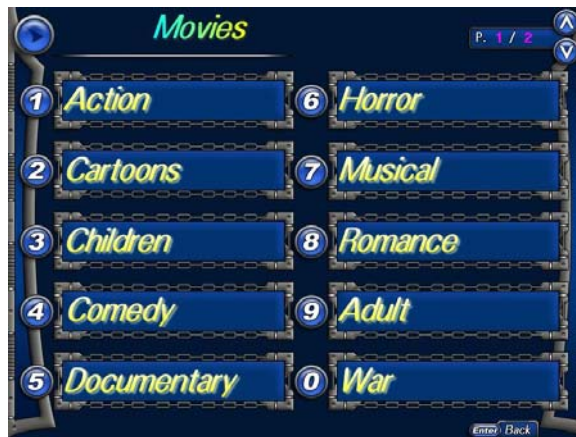 Movies
P. 1 / 2
1 Action
2 Cartoons
3 Children
4 Comedy
5 Documentary
6 Horror
7 Musical
8 Romance
9 Adult
0 War
Enter Back